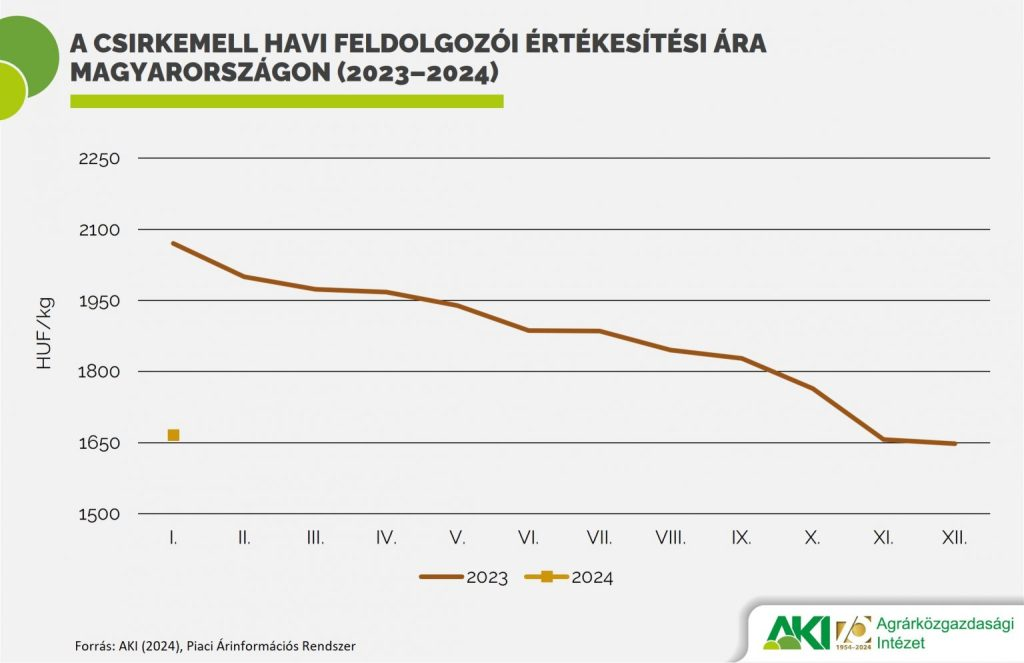 A CSIRKEMELL HAVI FELDOLGOZÓI ÉRTÉKESÍTÉSI ÁRA
MAGYARORSZÁGON (2023–2024)
HUF/kg
2250
2100
1950
1800
1650
1500
I. II. III. IV. V. VI. VII. VIII. IX. X. XI. XII.
2023 2024
Forrás: AKI (2024), Piaci Árinformációs Rendszer
AKI 70 Agrárközgazdasági
1954–2024 Intézet